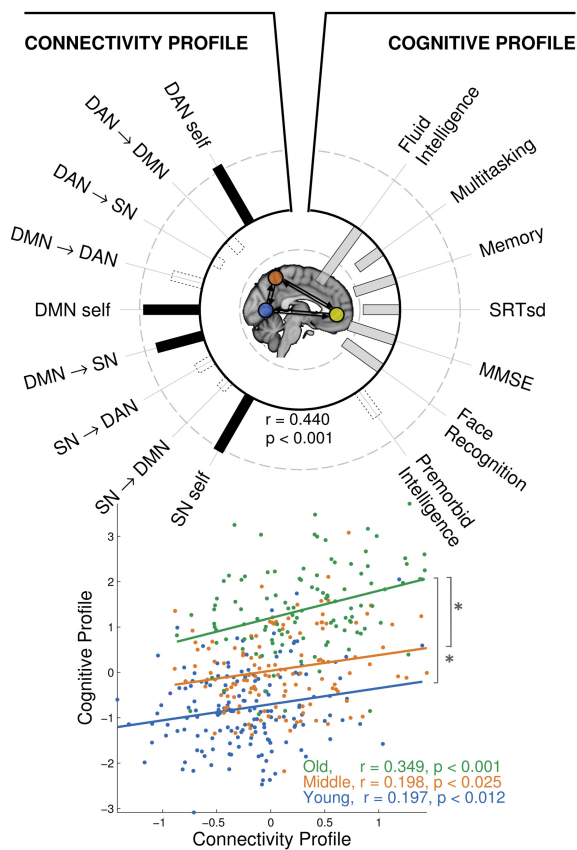 CONNECTIVITY PROFILE
COGNITIVE PROFILE
DAN self
DAN → DMN
DAN → SN
DMN → DAN
DMN self
DMN → SN
SN → DAN
SN → DMN
SN self
Fluid
Intelligence
Multitasking
Memory
SRTsd
MMSE
Face
Recognition
Premorbid
Intelligence
r = 0.440
p < 0.001
Cognitive Profile
3
2
1
0
−1
−2
−3
*
*
Old, r = 0.349, p < 0.001
Middle, r = 0.198, p < 0.025
Young, r = 0.197, p < 0.012
−1 −0.5 0 0.5 1
Connectivity Profile